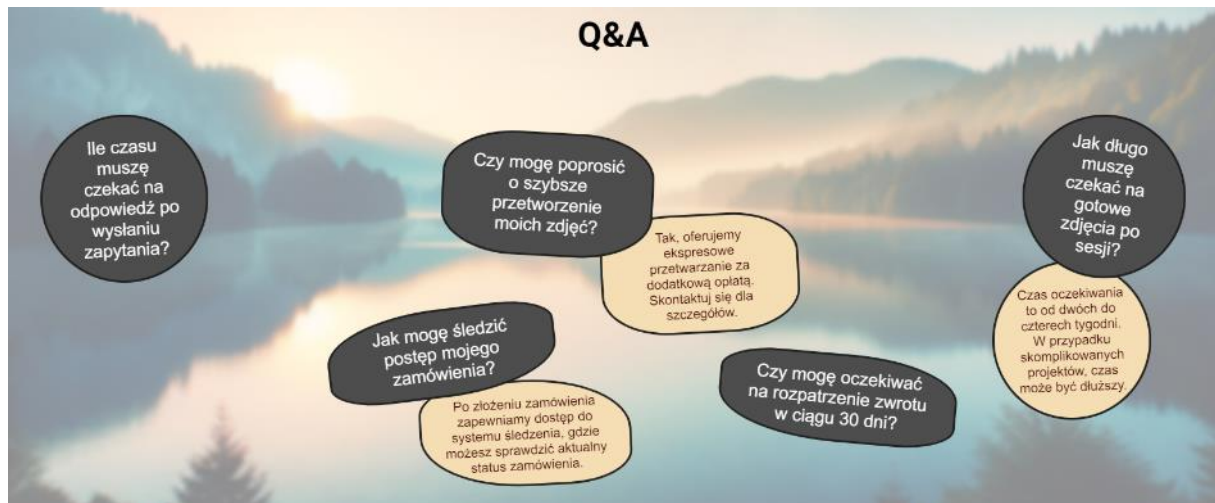 Q&A
Ile czasu
muszę
czekać na
odpowiedź po
wysłaniu
zapytania?
Czy mogę poprosić
o szybsze
przetworzenie
moich zdjęć?
Tak, oferujemy
ekspresowe
przetwarzanie za
dodatkową opłatą.
Skontaktuj się dla
szczegółów.
Jak długo
muszę
czekać na
gotowe
zdjęcia po
sesji?
Czas oczekiwania
to od dwóch do
czterech tygodni.
W przypadku
skomplikowanych
projektów, czas
może być dłuższy.
Jak mogę śledzić
postęp mojego
zamówienia?
Po złożeniu zamówienia
zapewniamy dostęp do
systemu śledzenia, gdzie
możesz sprawdzić aktualny
status zamówienia.
Czy mogę oczekiwać
na rozpatrzenie zwrotu
w ciągu 30 dni?